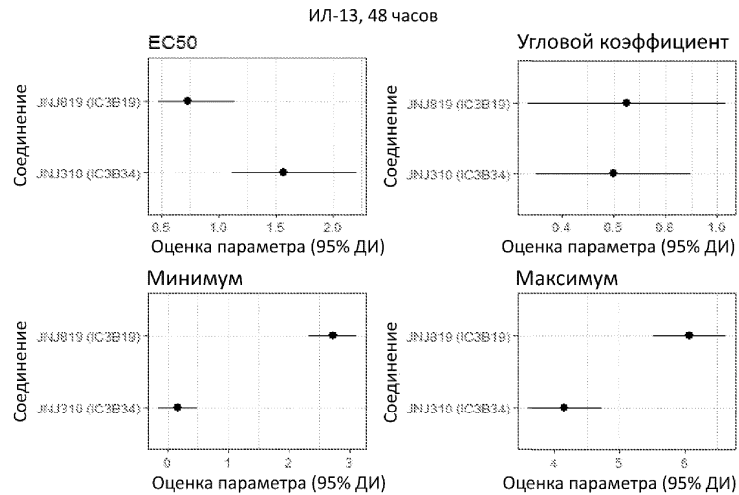 ИЛ-13, 48 часов
EC50
Угловой коэффициент
Соединение
JNJ819 (IC3B19)
JNJ310 (IC3B34)
0.5 1.0 1.5 2.0
Оценка параметра (95% ДИ)
Соединение
JNJ819 (IC3B19)
JNJ310 (IC3B34)
0.4 0.6 0.8 1.0
Оценка параметра (95% ДИ)
Минимум
Максимум
Соединение
JNJ819 (IC3B19)
JNJ310 (IC3B34)
0 1 2 3
Оценка параметра (95% ДИ)
Соединение
JNJ819 (IC3B19)
JNJ310 (IC3B34)
4 5 6
Оценка параметра (95% ДИ)